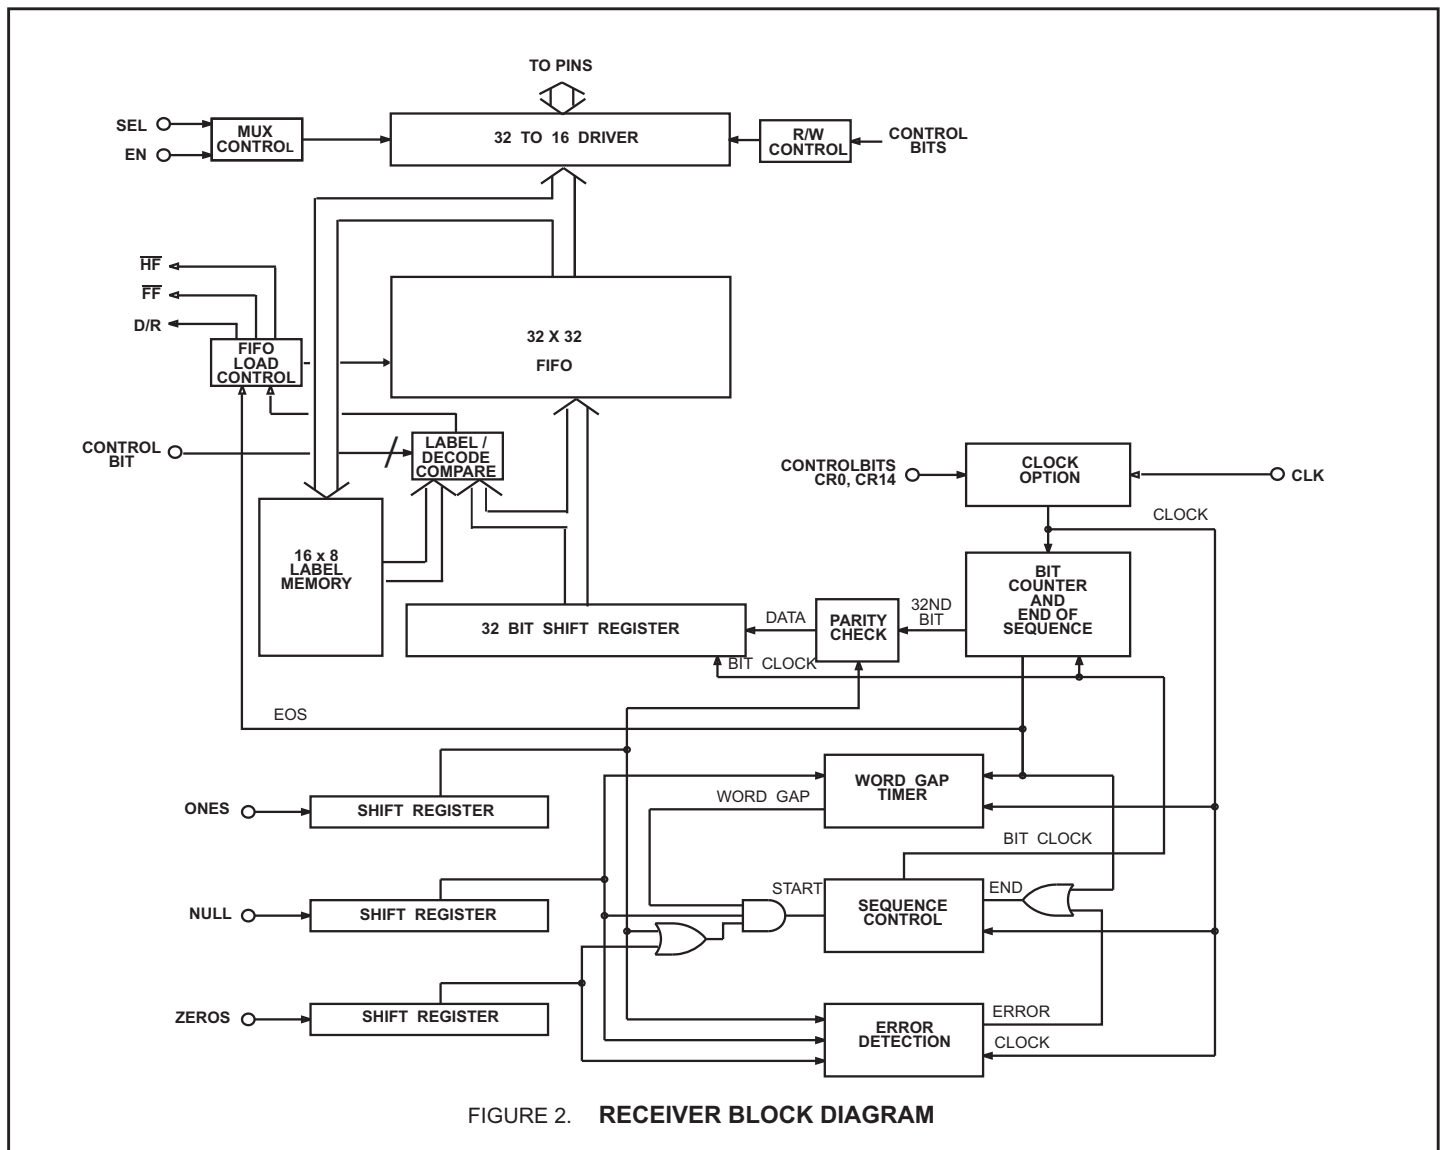 TO PINS
SEL
EN
MUX
CONTROL
32 TO 16 DRIVER
R/W
CONTROL
CONTROL
BITS
HF
FF
D/R
FIFO
LOAD
CONTROL
32 X 32
FIFO
CONTROL
BIT
LABEL /
DECODE
COMPARE
CONTROLBITS
CR0, CR14
CLOCK
OPTION
CLK
CLOCK
16 x 8
LABEL
MEMORY
BIT
COUNTER
AND
END OF
SEQUENCE
32 BIT SHIFT REGISTER
DATA
PARITY
CHECK
32ND
BIT
BIT CLOCK
EOS
WORD GAP
TIMER
WORD GAP
ONES
SHIFT REGISTER
BIT CLOCK
START
SEQUENCE
CONTROL
END
NULL
SHIFT REGISTER
ZEROS
SHIFT REGISTER
ERROR
DETECTION
ERROR
CLOCK
FIGURE 2. RECEIVER BLOCK DIAGRAM